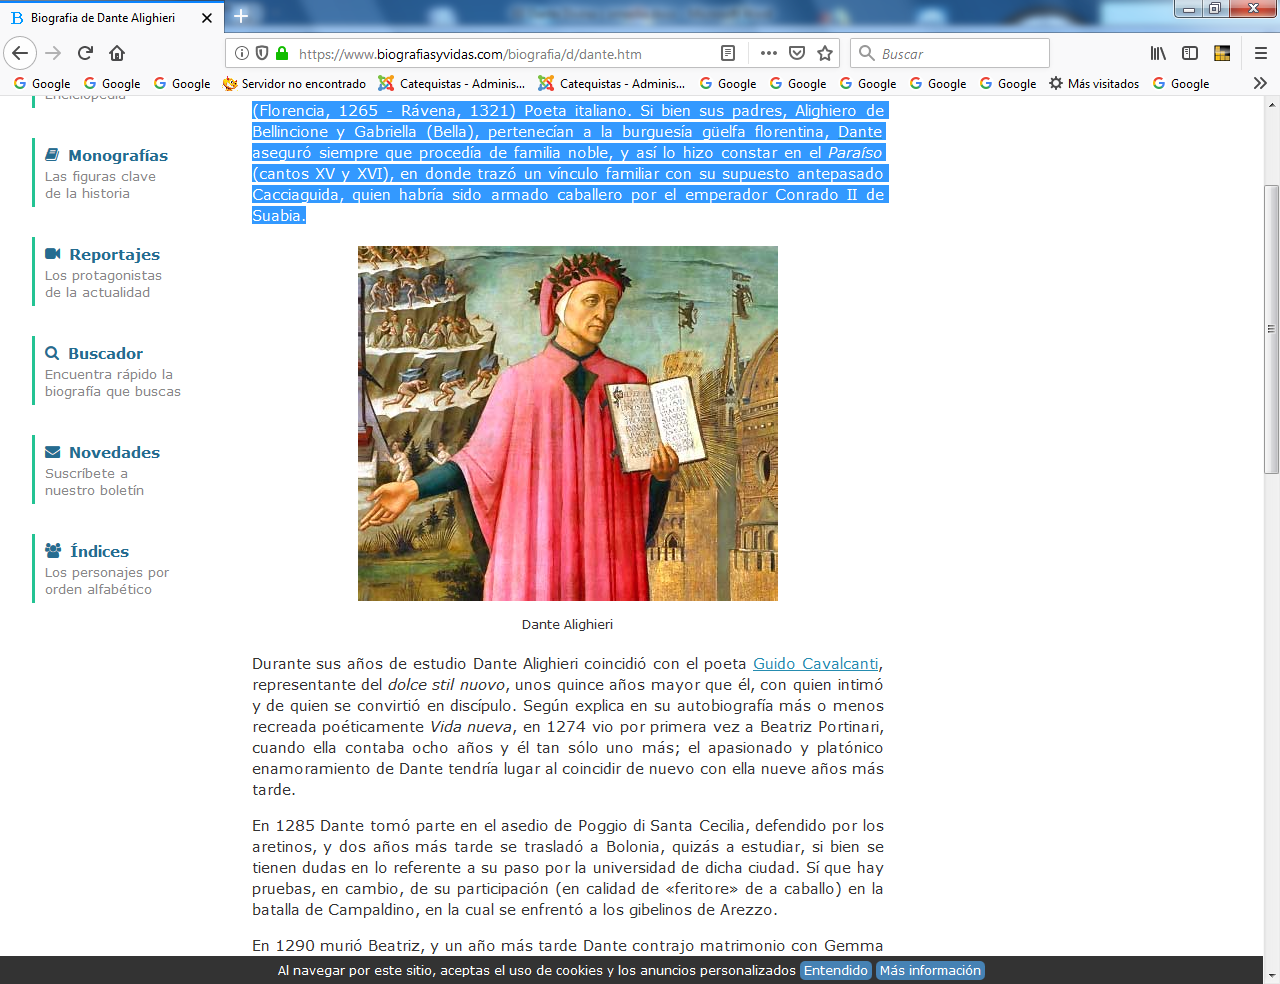 Biografia de Dante Alighieri
https://www.biografiasyvidas.com/biografia/d/dante.htm
Buscar
Google Google Google Servidor no encontrado Catequistas - Adminis... Catequistas - Adminis... Google Google Google Google Google Más visitados Google
Enciclopedia
Monografías
Las figuras clave
de la historia
Reportajes
Los protagonistas
de la actualidad
Buscador
Encuentra rápido la
biografía que buscas
Novedades
Suscríbete a
nuestro boletín
Índices
Los personajes por
orden alfabético
(Florencia, 1265 - Rávena, 1321) Poeta italiano. Si bien sus padres, Alighiero de
Bellincione y Gabriella (Bella), pertenecían a la burguesía güelfa florentina, Dante
aseguró siempre que procedía de familia noble, y así lo hizo constar en el Paraíso
(cantos XV y XVI), en donde trazó un vínculo familiar con su supuesto antepasado
Cacciaguida, quien habría sido armado caballero por el emperador Conrado II de
Suabia.
Dante Alighieri
Durante sus años de estudio Dante Alighieri coincidió con el poeta Guido Cavalcanti,
representante del dolce stil nuovo, unos quince años mayor que él, con quien intimó
y de quien se convirtió en discípulo. Según explica en su autobiografía más o menos
recreada poéticamente Vida nueva, en 1274 vio por primera vez a Beatriz Portinari,
cuando ella contaba ocho años y él tan sólo uno más; el apasionado y platónico
enamoramiento de Dante tendría lugar al coincidir de nuevo con ella nueve años más
tarde.
En 1285 Dante tomó parte en el asedio de Poggio di Santa Cecilia, defendido por los
aretinos, y dos años más tarde se trasladó a Bolonia, quizás a estudiar, si bien se
tienen dudas en lo referente a su paso por la universidad de dicha ciudad. Sí que hay
pruebas, en cambio, de su participación (en calidad de «feritore» de a caballo) en la
batalla de Campaldino, en la cual se enfrentó a los gibelinos de Arezzo.
En 1290 murió Beatriz, y un año más tarde Dante contrajo matrimonio con Gemma
Al navegar por este sitio, aceptas el uso de cookies y los anuncios personalizados Entendido Más información